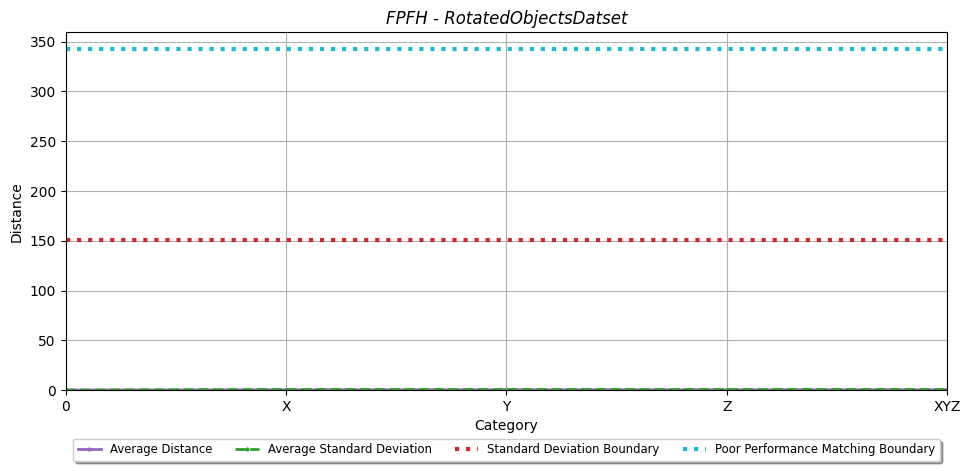 FPFH - RotatedObjectsDatset
350
300
250
200
150
100
50
0
Distance
0 X Y Z XYZ
Category
Average Distance Average Standard Deviation Standard Deviation Boundary Poor Performance Matching Boundary